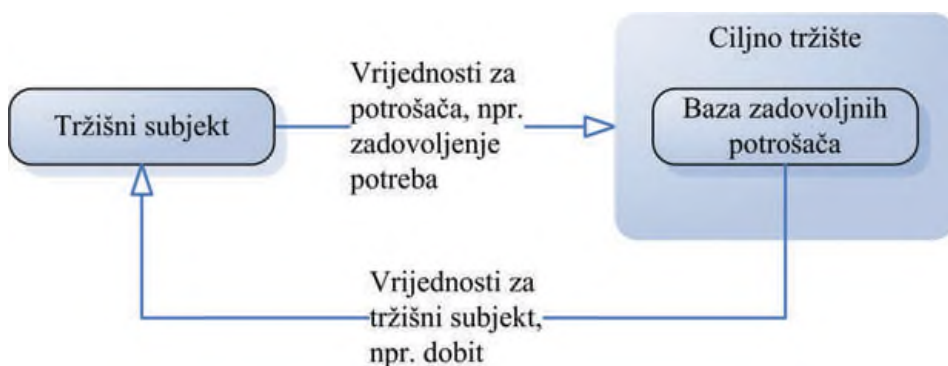 Ciljno tržište
Tržišni subjekt
Vrijednosti za
potrošača, npr.
zadovoljenje
potreba
Baza zadovoljnih
potrošača
Vrijednosti za
tržišni subjekt,
npr. dobit